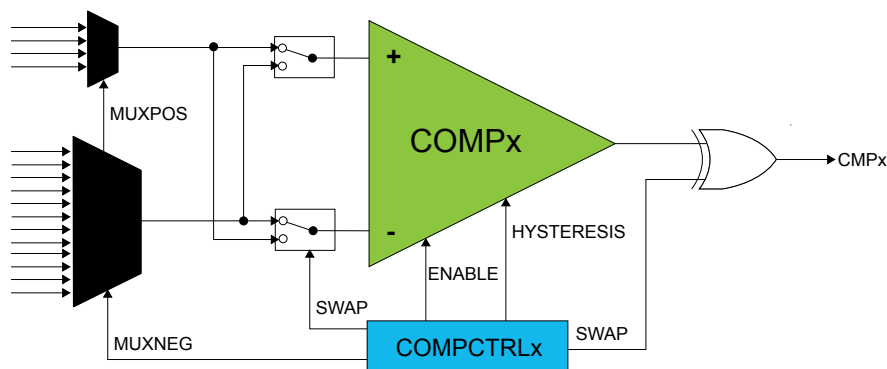 MUXPOS
+
COMPx
CMPx
-
HYSTERESIS
ENABLE
SWAP
SWAP
MUXNEG
COMPCTRLx